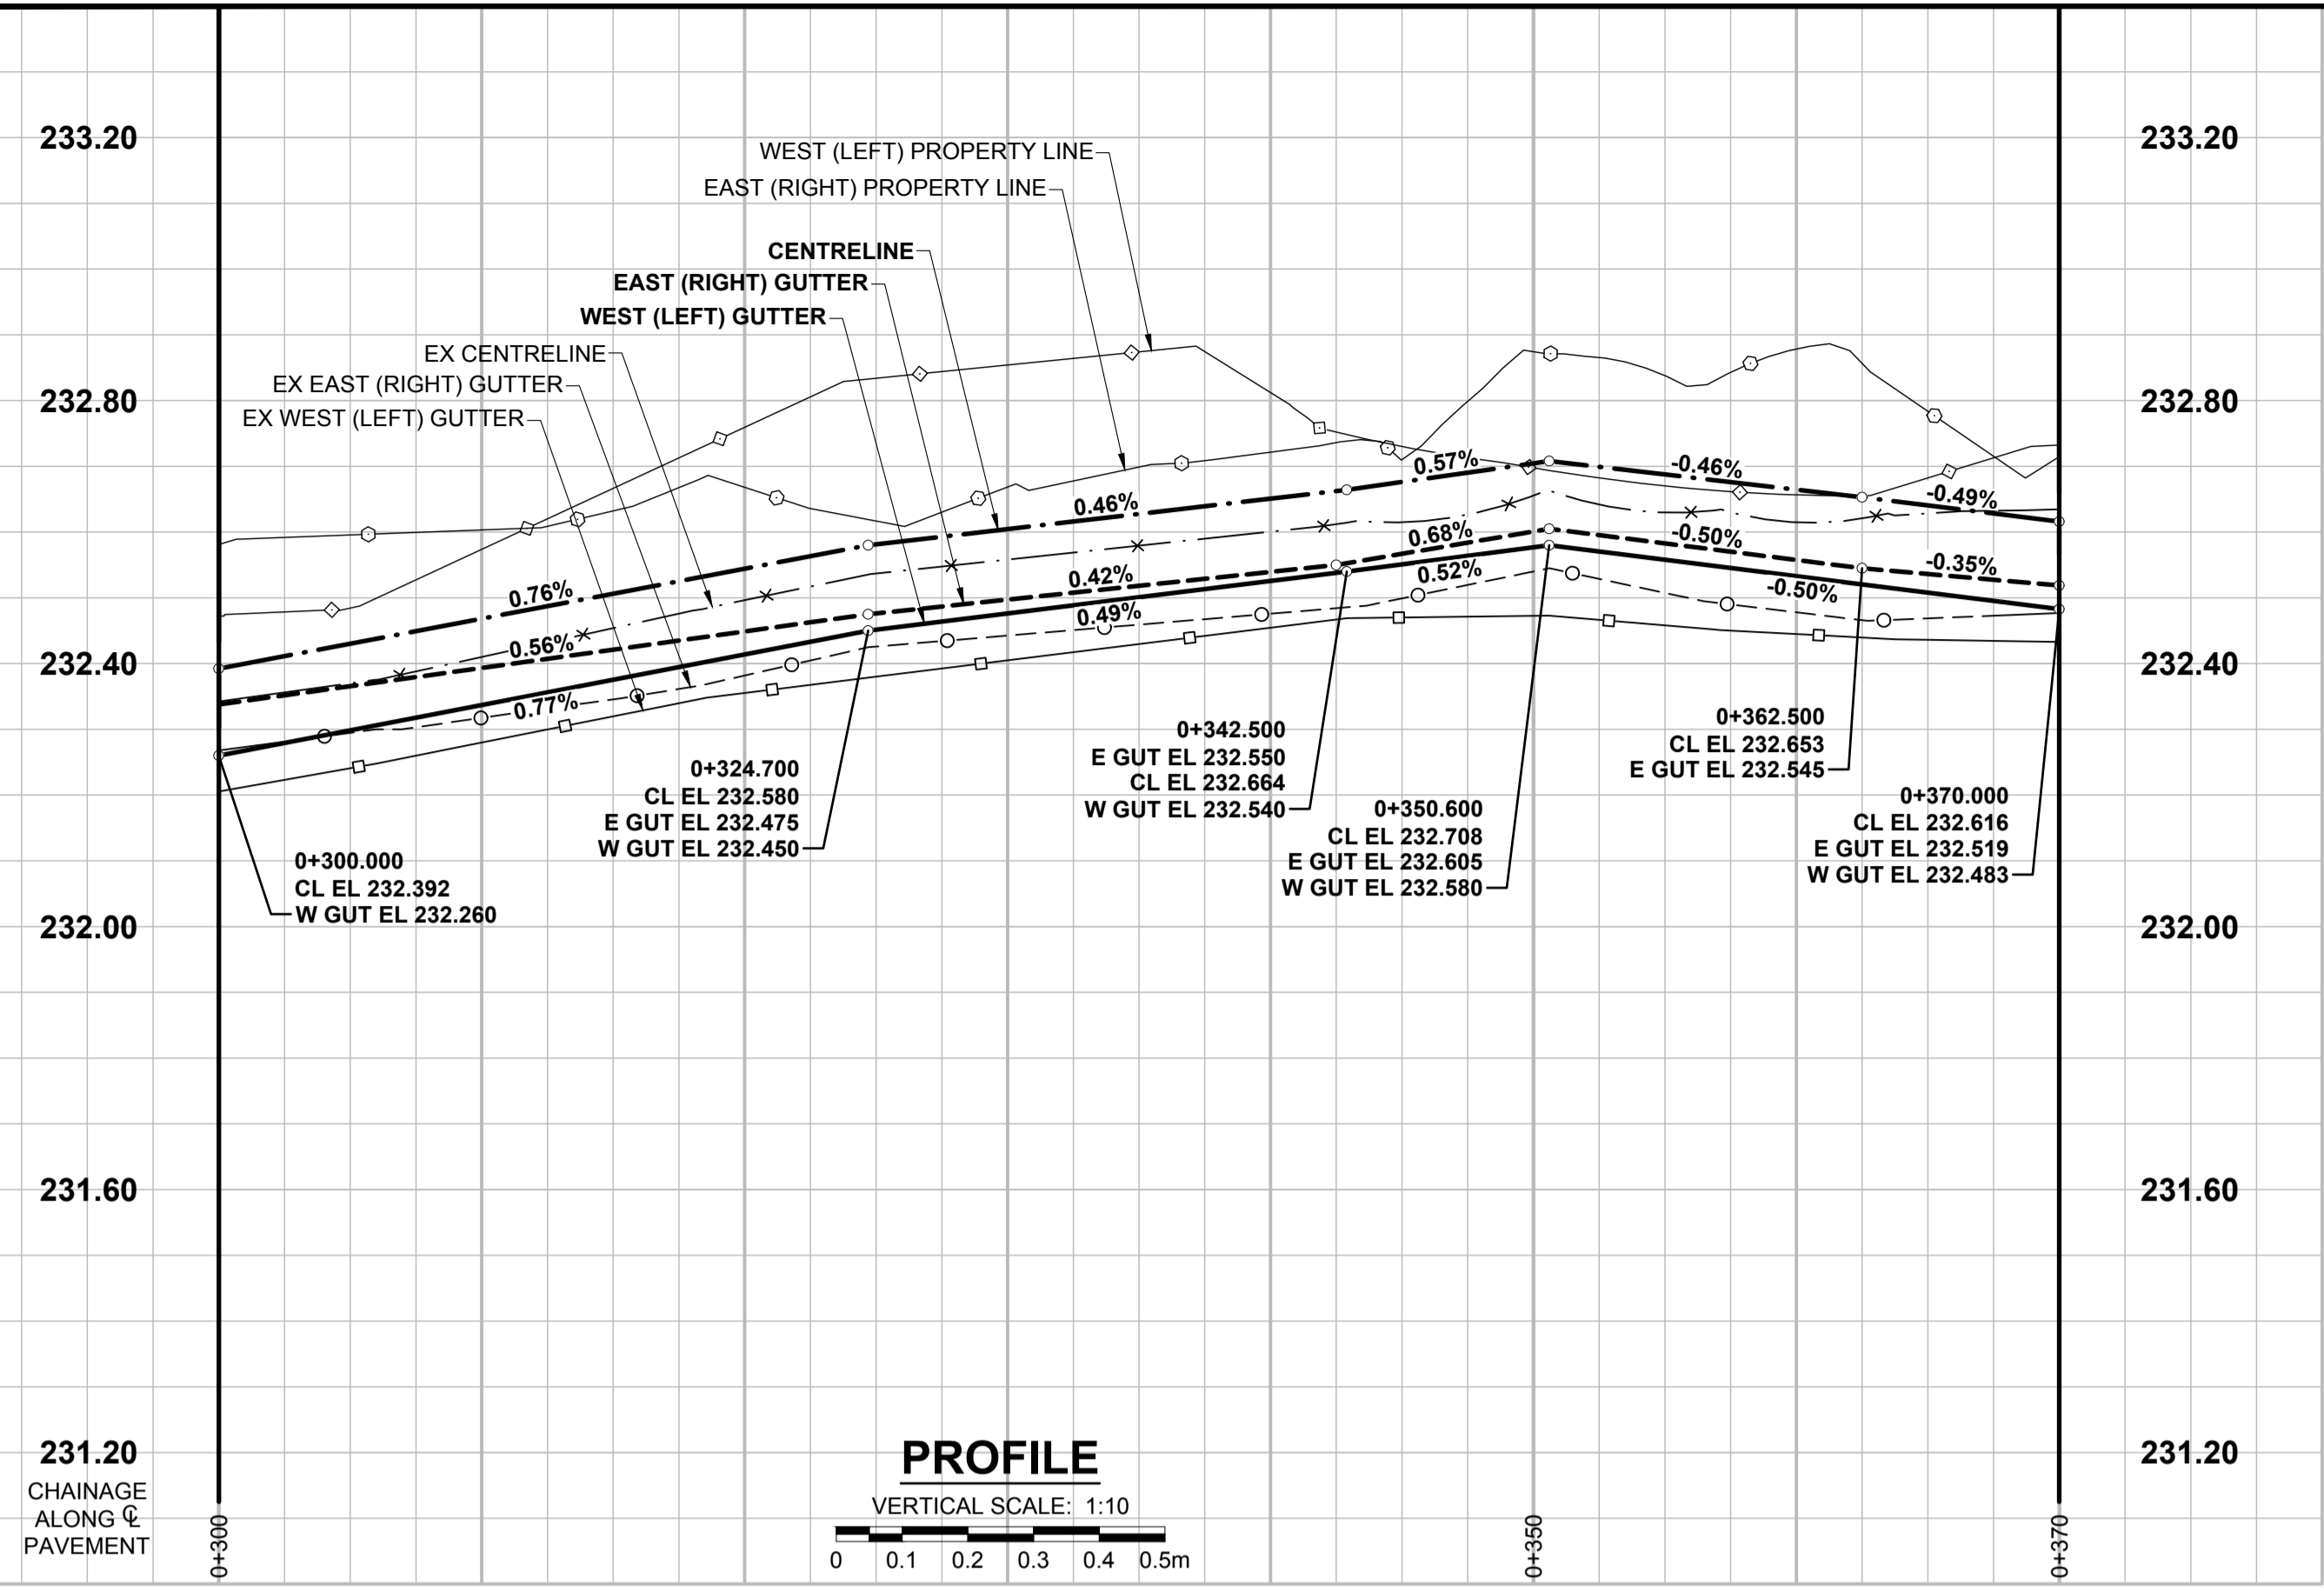 233.20
233.20
WEST (LEFT) PROPERTY LINE
EAST (RIGHT) PROPERTY LINE
CENTRELINE
EAST (RIGHT) GUTTER
WEST (LEFT) GUTTER
EX CENTRELINE
EX EAST (RIGHT) GUTTER
EX WEST (LEFT) GUTTER
232.80
232.80
0.76%
0.46%
0.57%
-0.46%
-0.49%
0.56%
0.42%
0.68%
-0.50%
-0.35%
0.77%
0.49%
0.52%
-0.50%
232.40
232.40
0+300.000
CL EL 232.392
W GUT EL 232.260
0+324.700
CL EL 232.580
E GUT EL 232.475
W GUT EL 232.450
0+342.500
E GUT EL 232.550
CL EL 232.664
W GUT EL 232.540
0+350.600
CL EL 232.708
E GUT EL 232.605
W GUT EL 232.580
0+362.500
CL EL 232.653
E GUT EL 232.545
0+370.000
CL EL 232.616
E GUT EL 232.519
W GUT EL 232.483
232.00
232.00
231.60
231.60
231.20
231.20
CHAINAGE
ALONG ℄
PAVEMENT
0+300
PROFILE
VERTICAL SCALE: 1:10
0 0.1 0.2 0.3 0.4 0.5m
0+350
0+370